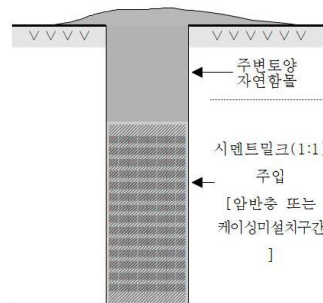 주변토양
자연함몰
시멘트밀크(1:1)
주입
[암반층 또는
케이싱미설치구간
]